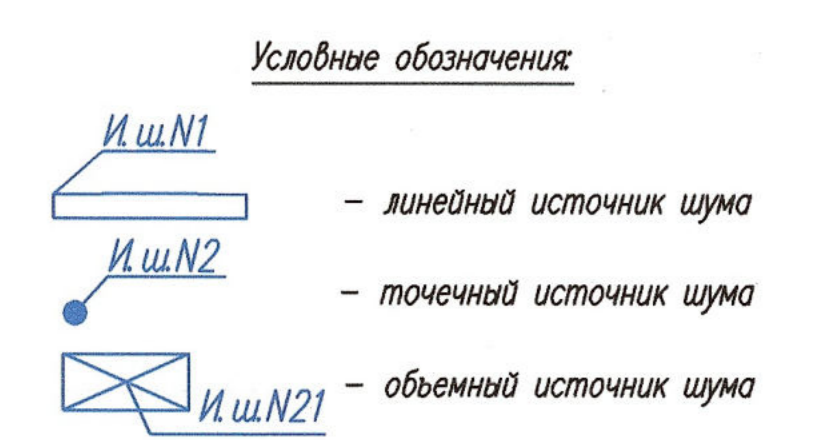 Условные обозначения:
И.ш.N1
– линейный источник шума
И.ш.N2
– точечный источник шума
– обьемный источник шума
И.ш.N21